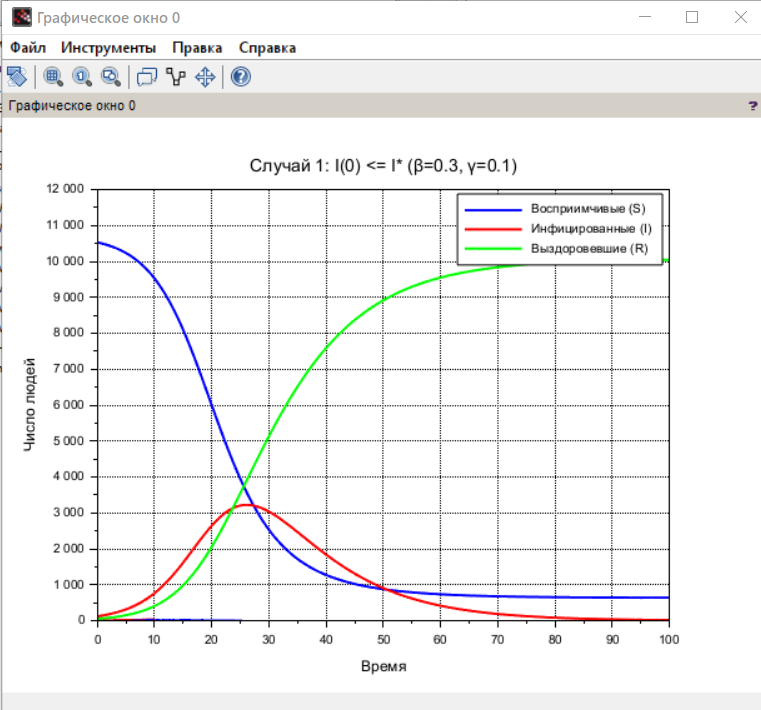 Графическое окно 0
Файл Инструменты Правка Справка
Графическое окно 0 ?
Случай 1: I(0) <= I* (β=0.3, γ=0.1)
12 000
11 000
10 000
9 000
8 000
7 000
6 000
5 000
4 000
3 000
2 000
1 000
0
Число людей
Восприимчивые (S)
Инфицированные (I)
Выздоровевшие (R)
0 10 20 30 40 50 60 70 80 90 100
Время